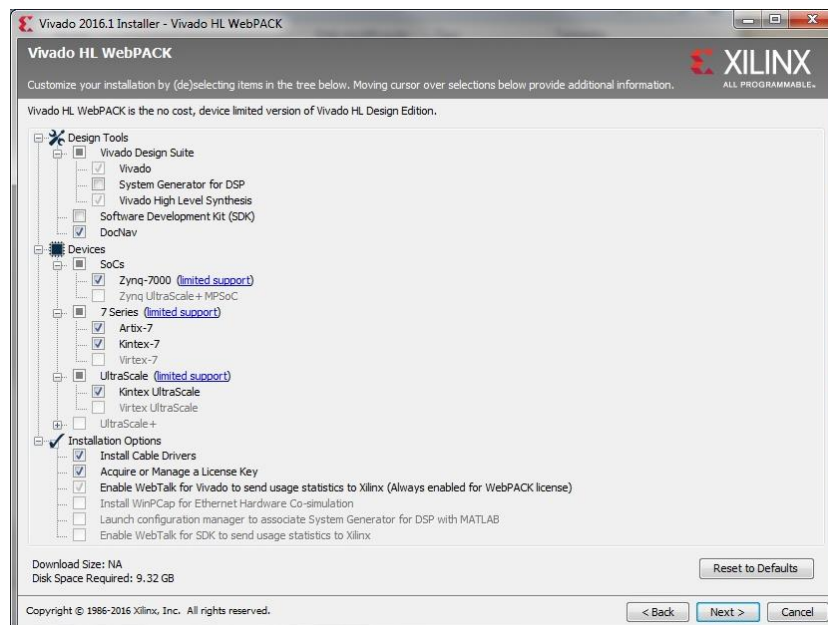 Vivado 2016.1 Installer - Vivado HL WebPACK
Vivado HL WebPACK
XILINX
ALL PROGRAMMABLE™
Customize your installation by (de)selecting items in the tree below. Moving cursor over selections below provide additional information.
Vivado HL WebPACK is the no cost, device limited version of Vivado HL Design Edition.
Design Tools
Vivado Design Suite
Vivado
System Generator for DSP
Vivado High Level Synthesis
Software Development Kit (SDK)
DocNav
Devices
SoCs
Zynq-7000 (limited support)
Zynq UltraScale+ MPSoC
7 Series (limited support)
Artix-7
Kintex-7
Virtex-7
UltraScale (limited support)
Kintex UltraScale
Virtex UltraScale
UltraScale+
Installation Options
Install Cable Drivers
Acquire or Manage a License Key
Enable WebTalk for Vivado to send usage statistics to Xilinx (Always enabled for WebPACK license)
Install WinPCap for Ethernet Hardware Co-simulation
Launch configuration manager to associate System Generator for DSP with MATLAB
Enable WebTalk for SDK to send usage statistics to Xilinx
Download Size: NA
Disk Space Required: 9.32 GB
Reset to Defaults
Copyright © 1986-2016 Xilinx, Inc. All rights reserved.
< Back Next > Cancel